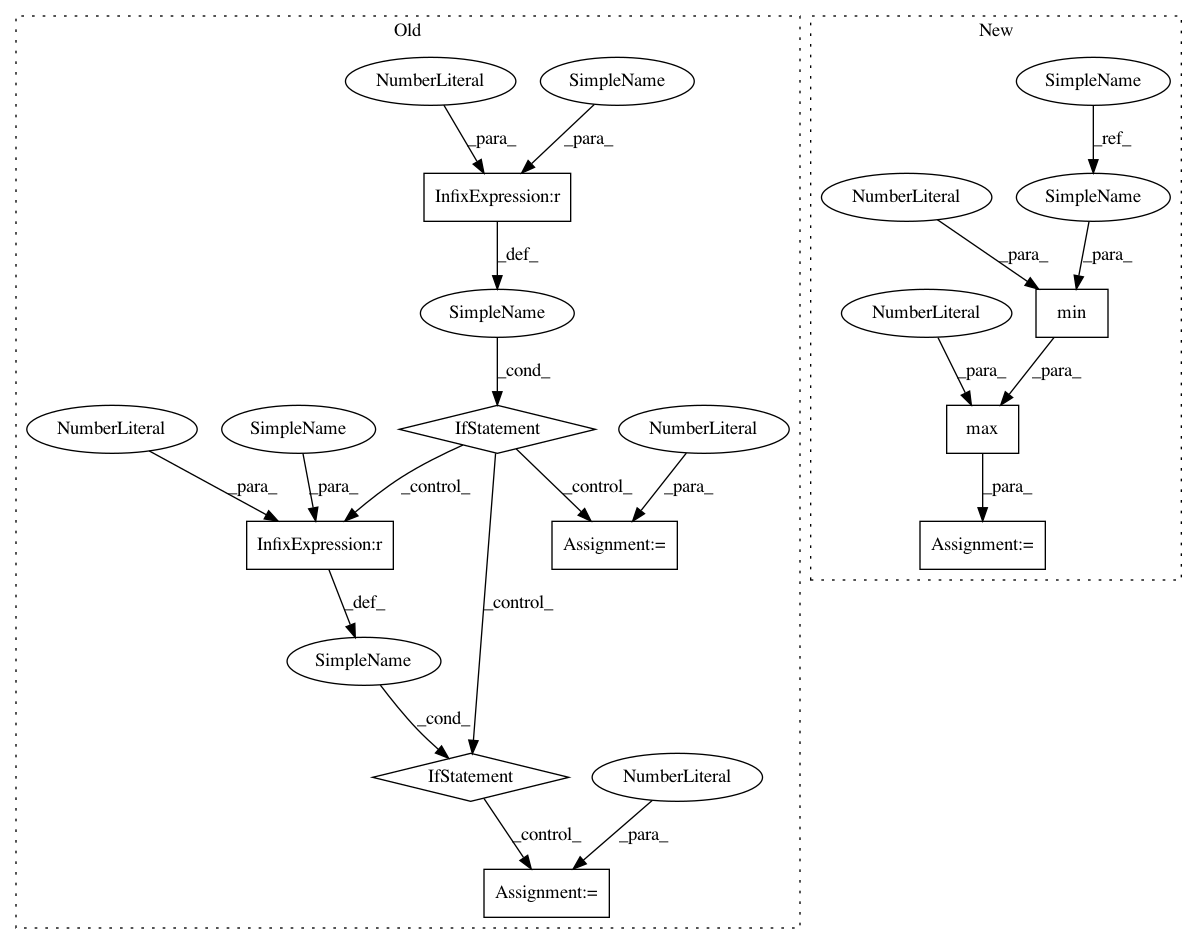 Old
New
NumberLiteral
SimpleName
SimpleName
_para_
_para_
_ref_
InfixExpression:r
NumberLiteral
SimpleName
_def_
_para_
_para_
SimpleName
NumberLiteral
min
_cond_
_para_
_para_
NumberLiteral
SimpleName
IfStatement
NumberLiteral
max
_para_
_para_
_control_
_control_
_para_
_para_
InfixExpression:r
Assignment:=
Assignment:=
_def_
_control_
SimpleName
_cond_
IfStatement
NumberLiteral
_control_
_para_
Assignment:=